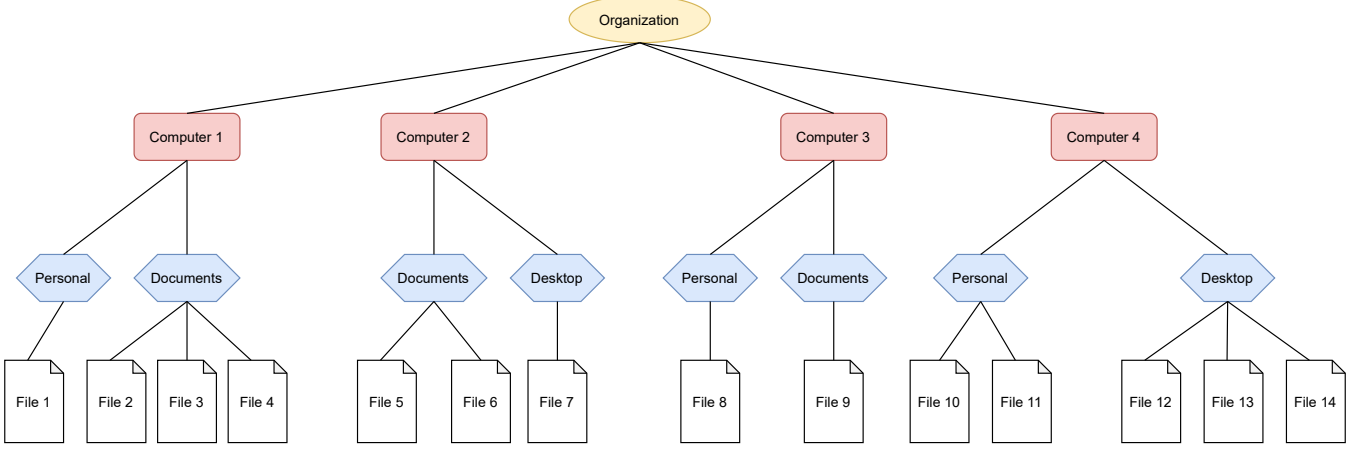 Organization
Computer 1
Computer 2
Computer 3
Computer 4
Personal
Documents
Documents
Desktop
Personal
Documents
Personal
Desktop
File 1
File 2
File 3
File 4
File 5
File 6
File 7
File 8
File 9
File 10
File 11
File 12
File 13
File 14